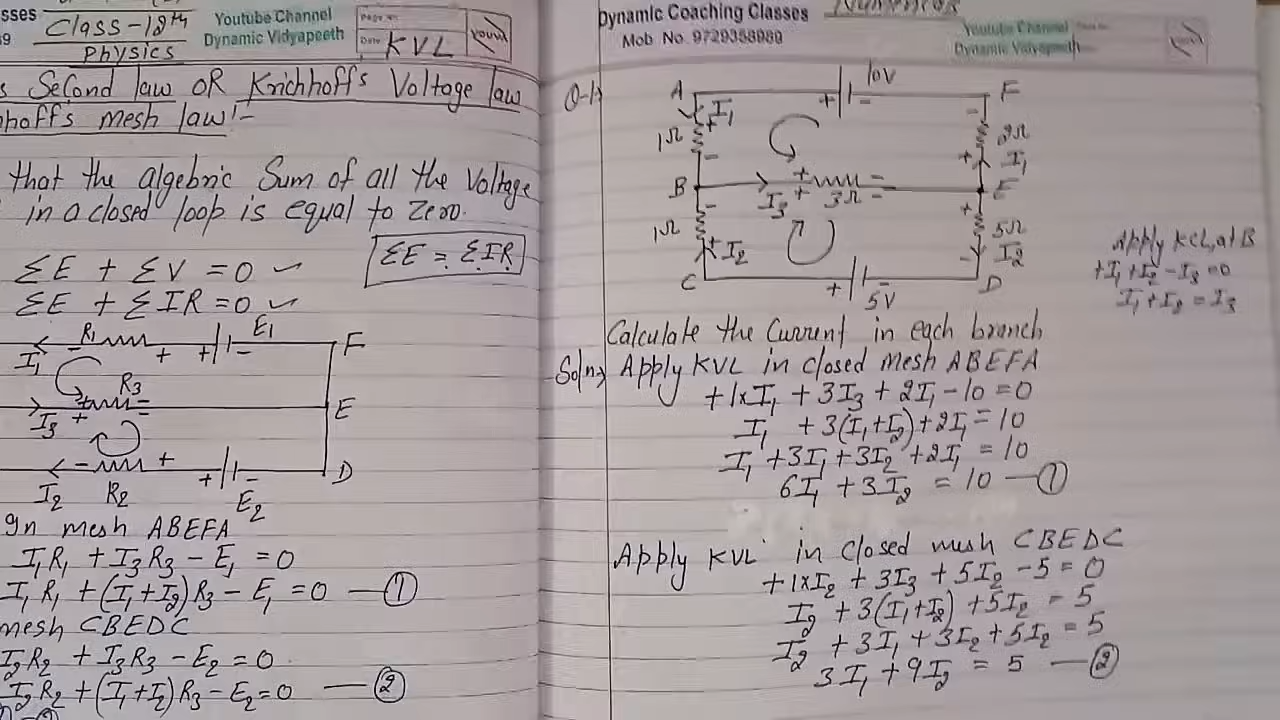 sses
Class-12th
Physics
Youtube Channel
Dynamic Vidyapeeth
Page No.
Date
KVL
youva
s Second law OR Krichhoff's Voltage law
hoff's mesh law:-
that the algebric Sum of all the Voltage
in a closed loop is equal to Zero.
ΣE + ΣV = 0
ΣE + ΣIR = 0
ΣE = ΣIR
R1
+
+
-
E1
F
I1
R3
+
I3
E
-
+
+
-
D
I2
R2
E2
In mesh ABEFA
I1R1 + I3R3 - E1 = 0
I1R1 + (I1+I2)R3 - E1 = 0 — 1
mesh CBEDC
I2R2 + I3R3 - E2 = 0
I2R2 + (I1+I2)R3 - E2 = 0 — 2
Dynamic Coaching Classes
Mob. No. 9729358989
Youtube Channel
Dynamic Vidyapeeth
Q-1
A
10V
+
-
F
I1
1Ω
+
-
2Ω
I1
B
I3
+
3Ω
E
1Ω
-
+
I2
5Ω
I2
C
+
-
5V
D
Apply KCL, at B
+I1+I2-I3=0
I1+I2=I3
Calculate the Current in each branch
Soln→ Apply KVL in closed mesh ABEFA
+1×I1 + 3I3 + 2I1 - 10 = 0
I1 + 3(I1+I2) + 2I1 = 10
I1 + 3I1 + 3I2 + 2I1 = 10
6I1 + 3I2 = 10 — 1
Apply KVL in closed mesh CBEDC
+1×I2 + 3I3 + 5I2 - 5 = 0
I2 + 3(I1+I2) + 5I2 = 5
I2 + 3I1 + 3I2 + 5I2 = 5
3I1 + 9I2 = 5 — 2